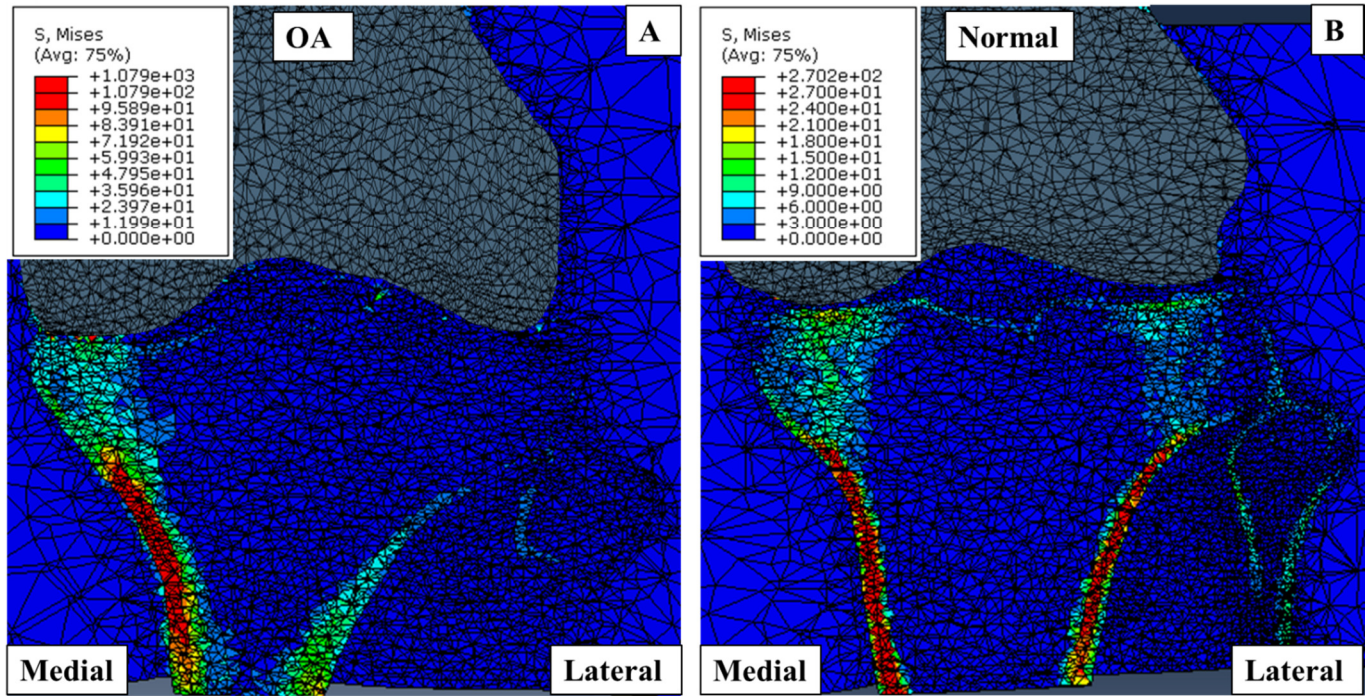 S, Mises
(Avg: 75%)
+1.079e+03
+1.079e+02
+9.589e+01
+8.391e+01
+7.192e+01
+5.993e+01
+4.795e+01
+3.596e+01
+2.397e+01
+1.199e+01
+0.000e+00
OA
A
Medial
Lateral
S, Mises
(Avg: 75%)
+2.702e+02
+2.700e+01
+2.400e+01
+2.100e+01
+1.800e+01
+1.500e+01
+1.200e+01
+9.000e+00
+6.000e+00
+3.000e+00
+0.000e+00
Normal
B
Medial
Lateral